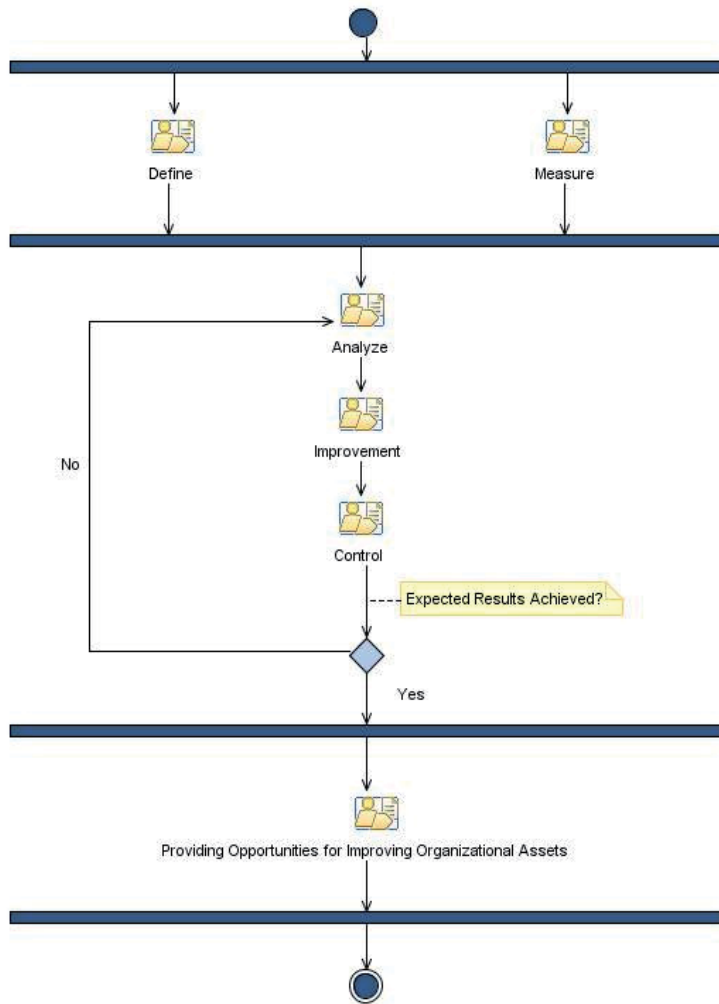 Define
Measure
Analyze
Improvement
No
Control
Expected Results Achieved?
Yes
Providing Opportunities for Improving Organizational Assets